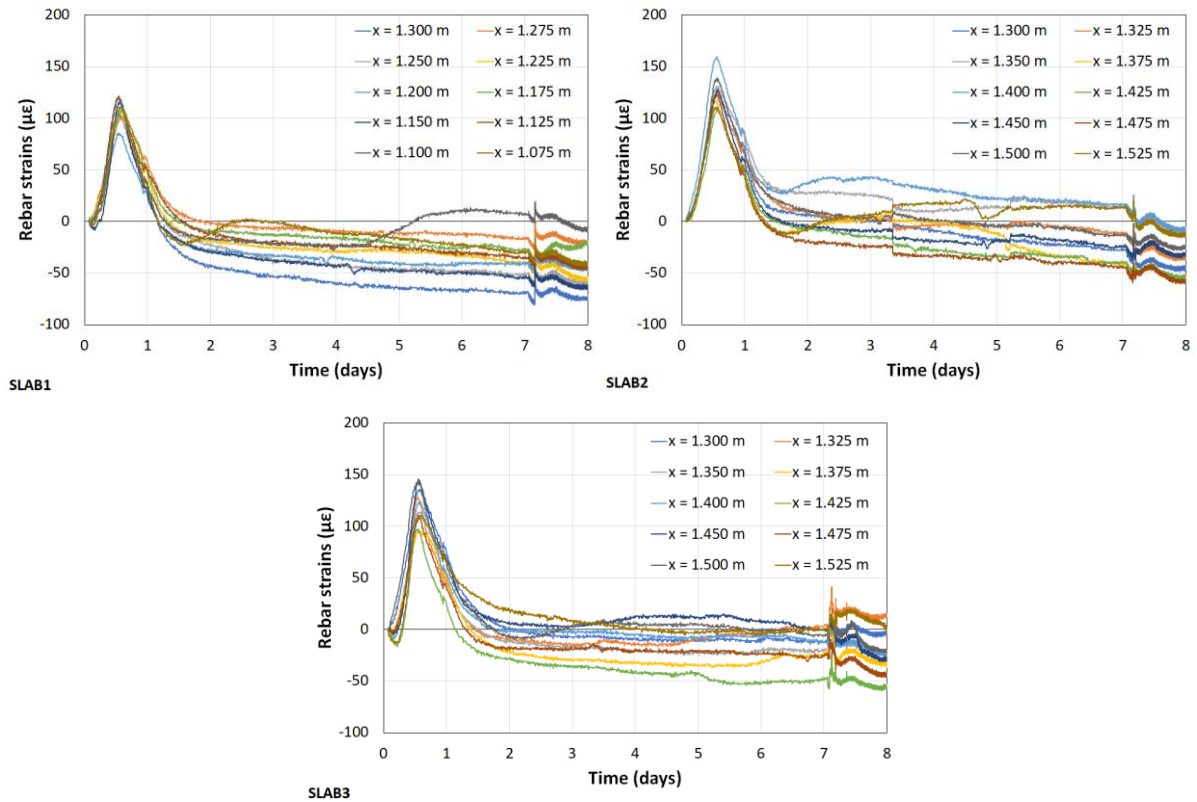 200
150
100
50
0
-50
-100
Rebar strains (με)
x = 1.300 m x = 1.275 m
x = 1.250 m x = 1.225 m
x = 1.200 m x = 1.175 m
x = 1.150 m x = 1.125 m
x = 1.100 m x = 1.075 m
0 1 2 3 4 5 6 7 8
Time (days)
SLAB1
200
150
100
50
0
-50
-100
Rebar strains (με)
x = 1.300 m x = 1.325 m
x = 1.350 m x = 1.375 m
x = 1.400 m x = 1.425 m
x = 1.450 m x = 1.475 m
x = 1.500 m x = 1.525 m
0 1 2 3 4 5 6 7 8
Time (days)
SLAB2
200
150
100
50
0
-50
-100
Rebar strains (με)
x = 1.300 m x = 1.325 m
x = 1.350 m x = 1.375 m
x = 1.400 m x = 1.425 m
x = 1.450 m x = 1.475 m
x = 1.500 m x = 1.525 m
0 1 2 3 4 5 6 7 8
Time (days)
SLAB3